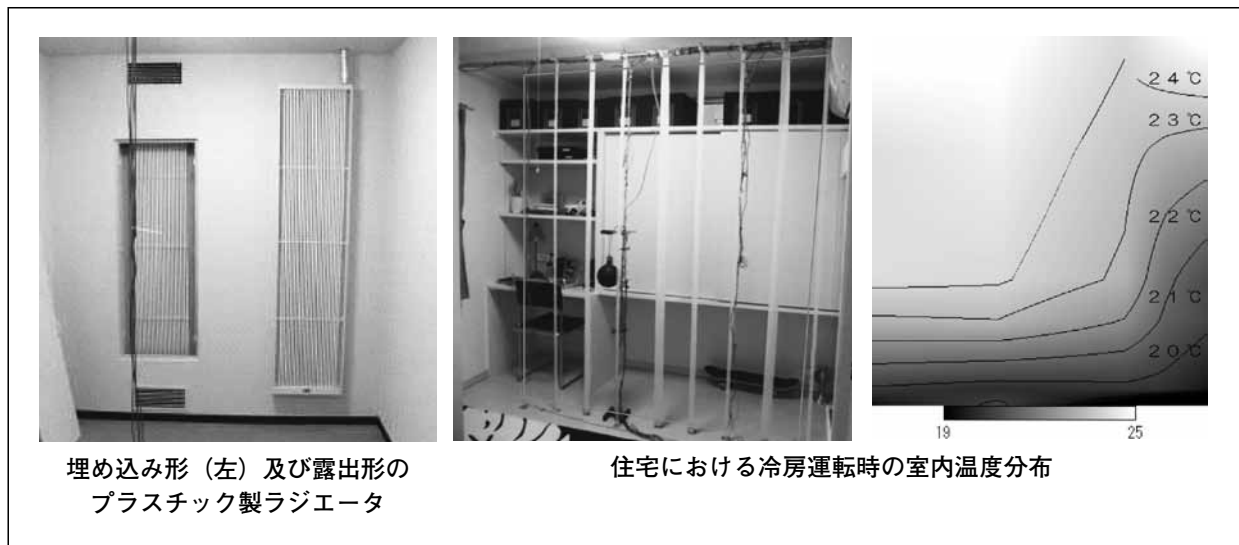 24℃
23℃
22℃
21℃
20℃
19
25
埋め込み形（左）及び露出形の
プラスチック製ラジエータ
住宅における冷房運転時の室内温度分布